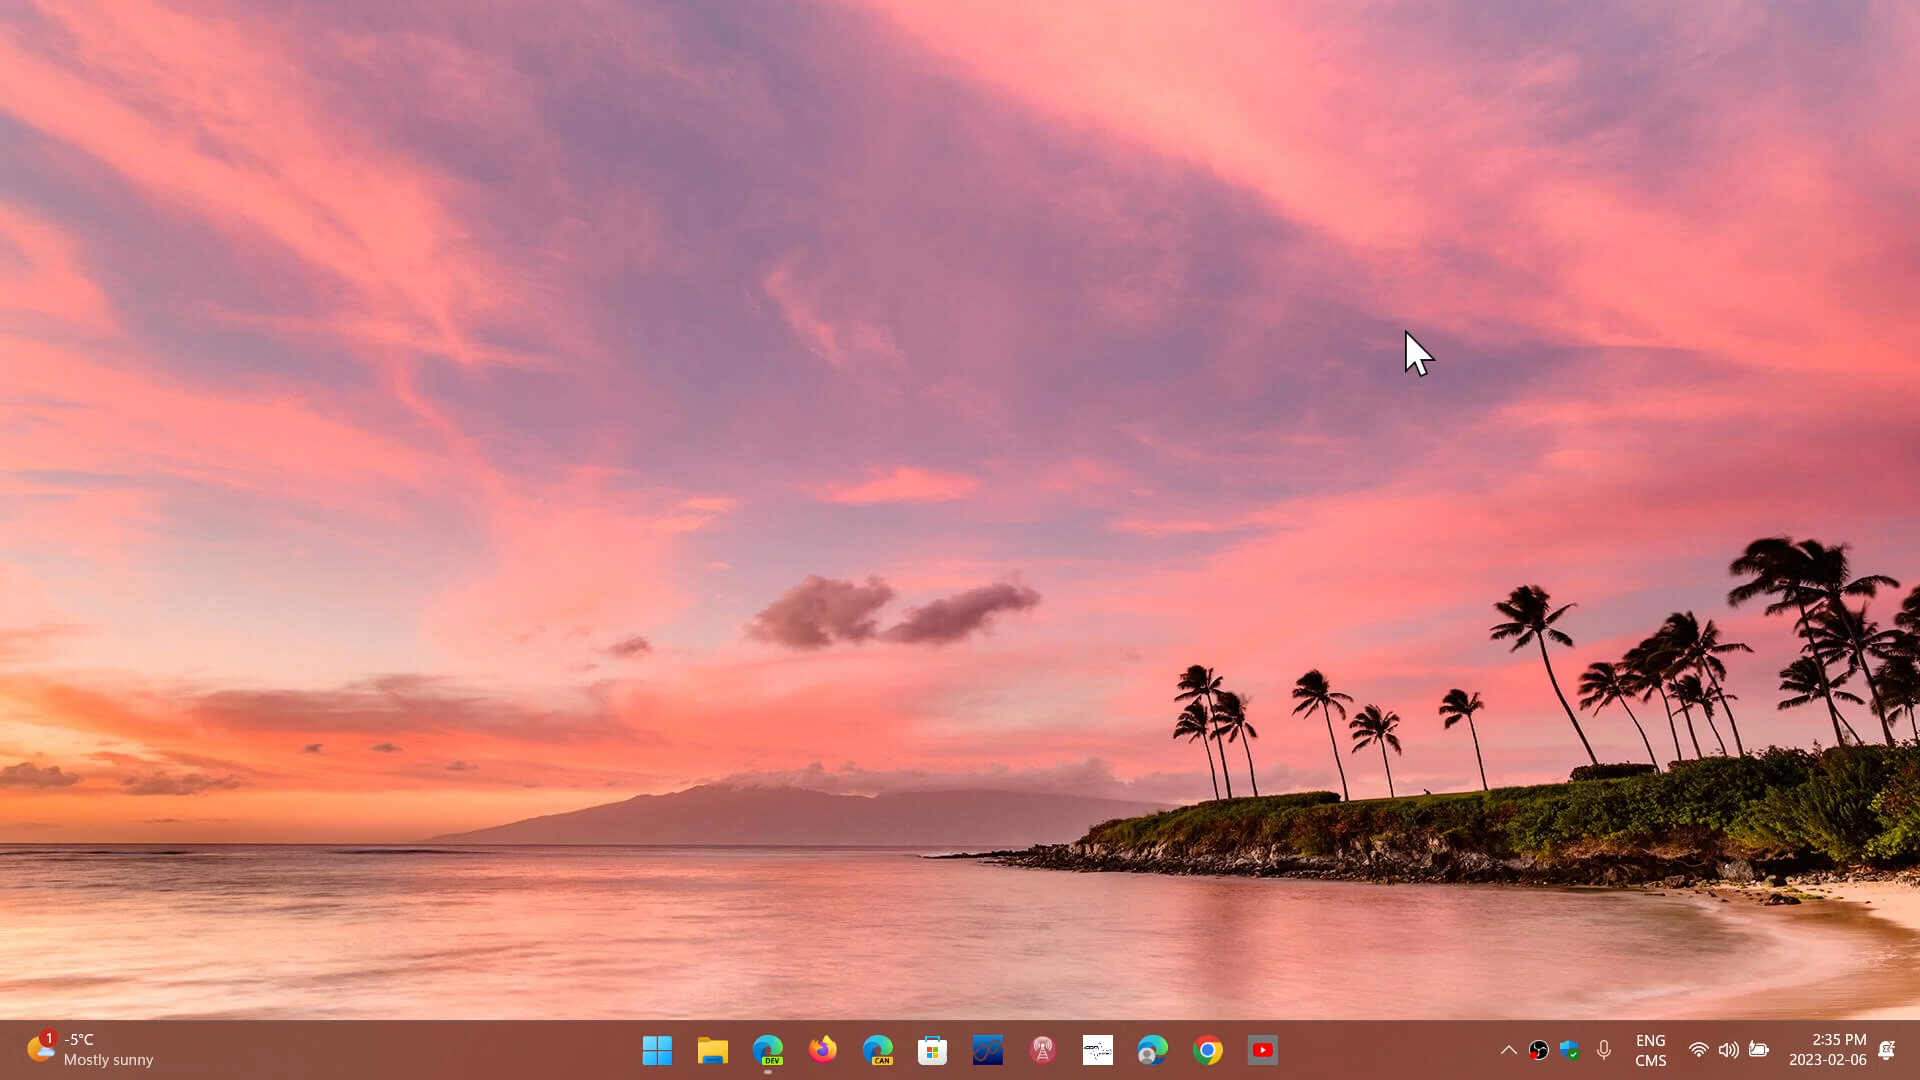 1
-5°C
Mostly sunny
DEV
CAN
ENG
CMS
2:35 PM
2023-02-06